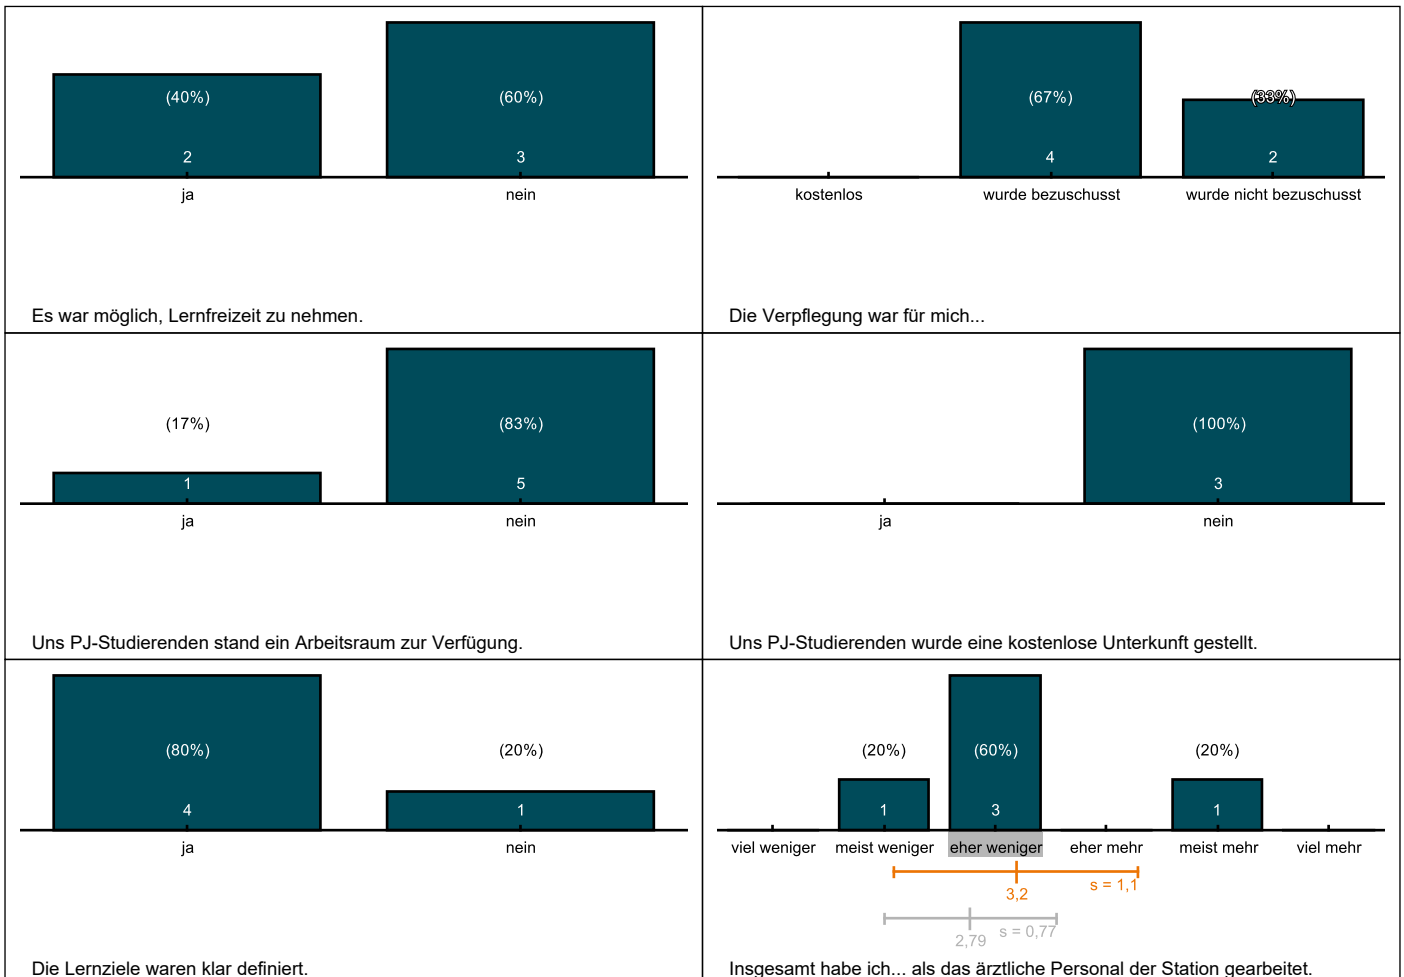 (40%)
(60%)
2
3
ja
nein
Es war möglich, Lernfreizeit zu nehmen.
(67%)
(33%)
4
2
kostenlos
wurde bezuschusst
wurde nicht bezuschusst
Die Verpflegung war für mich...
(17%)
(83%)
1
5
ja
nein
Uns PJ-Studierenden stand ein Arbeitsraum zur Verfügung.
(100%)
3
ja
nein
Uns PJ-Studierenden wurde eine kostenlose Unterkunft gestellt.
(80%)
(20%)
4
1
ja
nein
Die Lernziele waren klar definiert.
(20%)
(60%)
(20%)
1
3
1
viel weniger
meist weniger
eher weniger
eher mehr
meist mehr
viel mehr
s = 1,1
3,2
s = 0,77
2,79
Insgesamt habe ich... als das ärztliche Personal der Station gearbeitet.